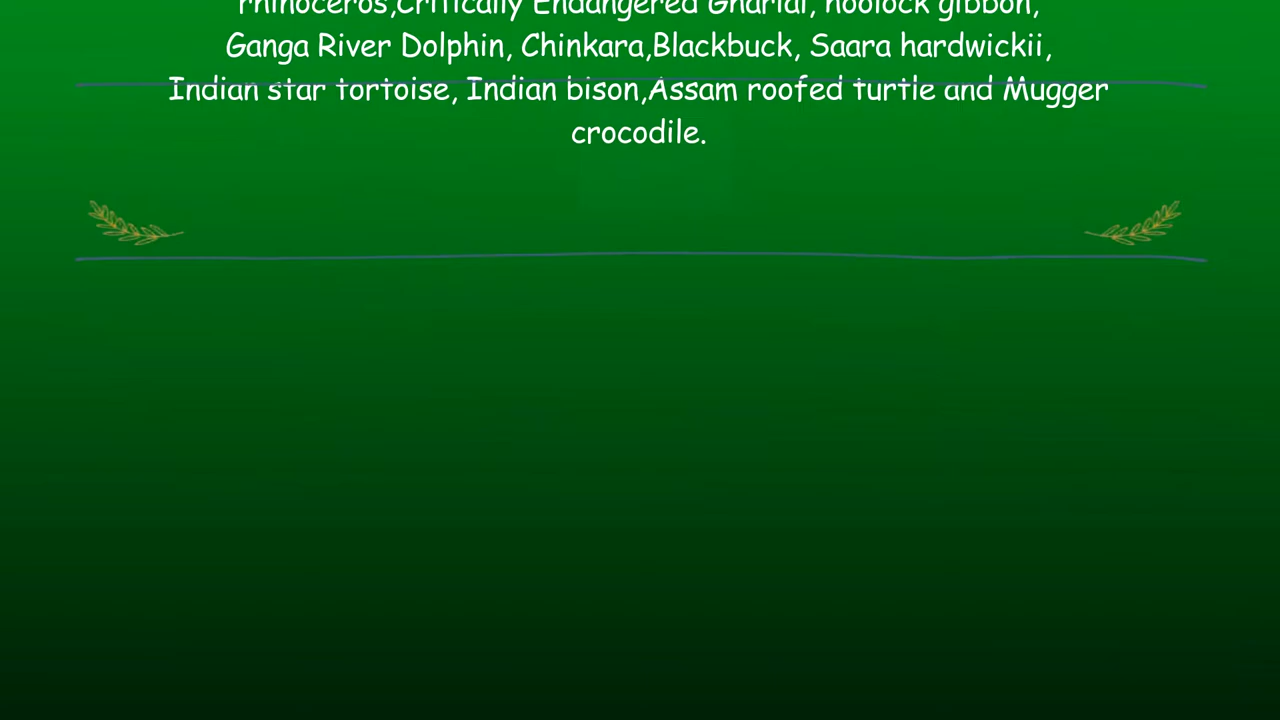 rhinoceros,Critically Endangered Gharial, hoolock gibbon,
Ganga River Dolphin, Chinkara,Blackbuck, Saara hardwickii,
Indian star tortoise, Indian bison,Assam roofed turtle and Mugger
crocodile.